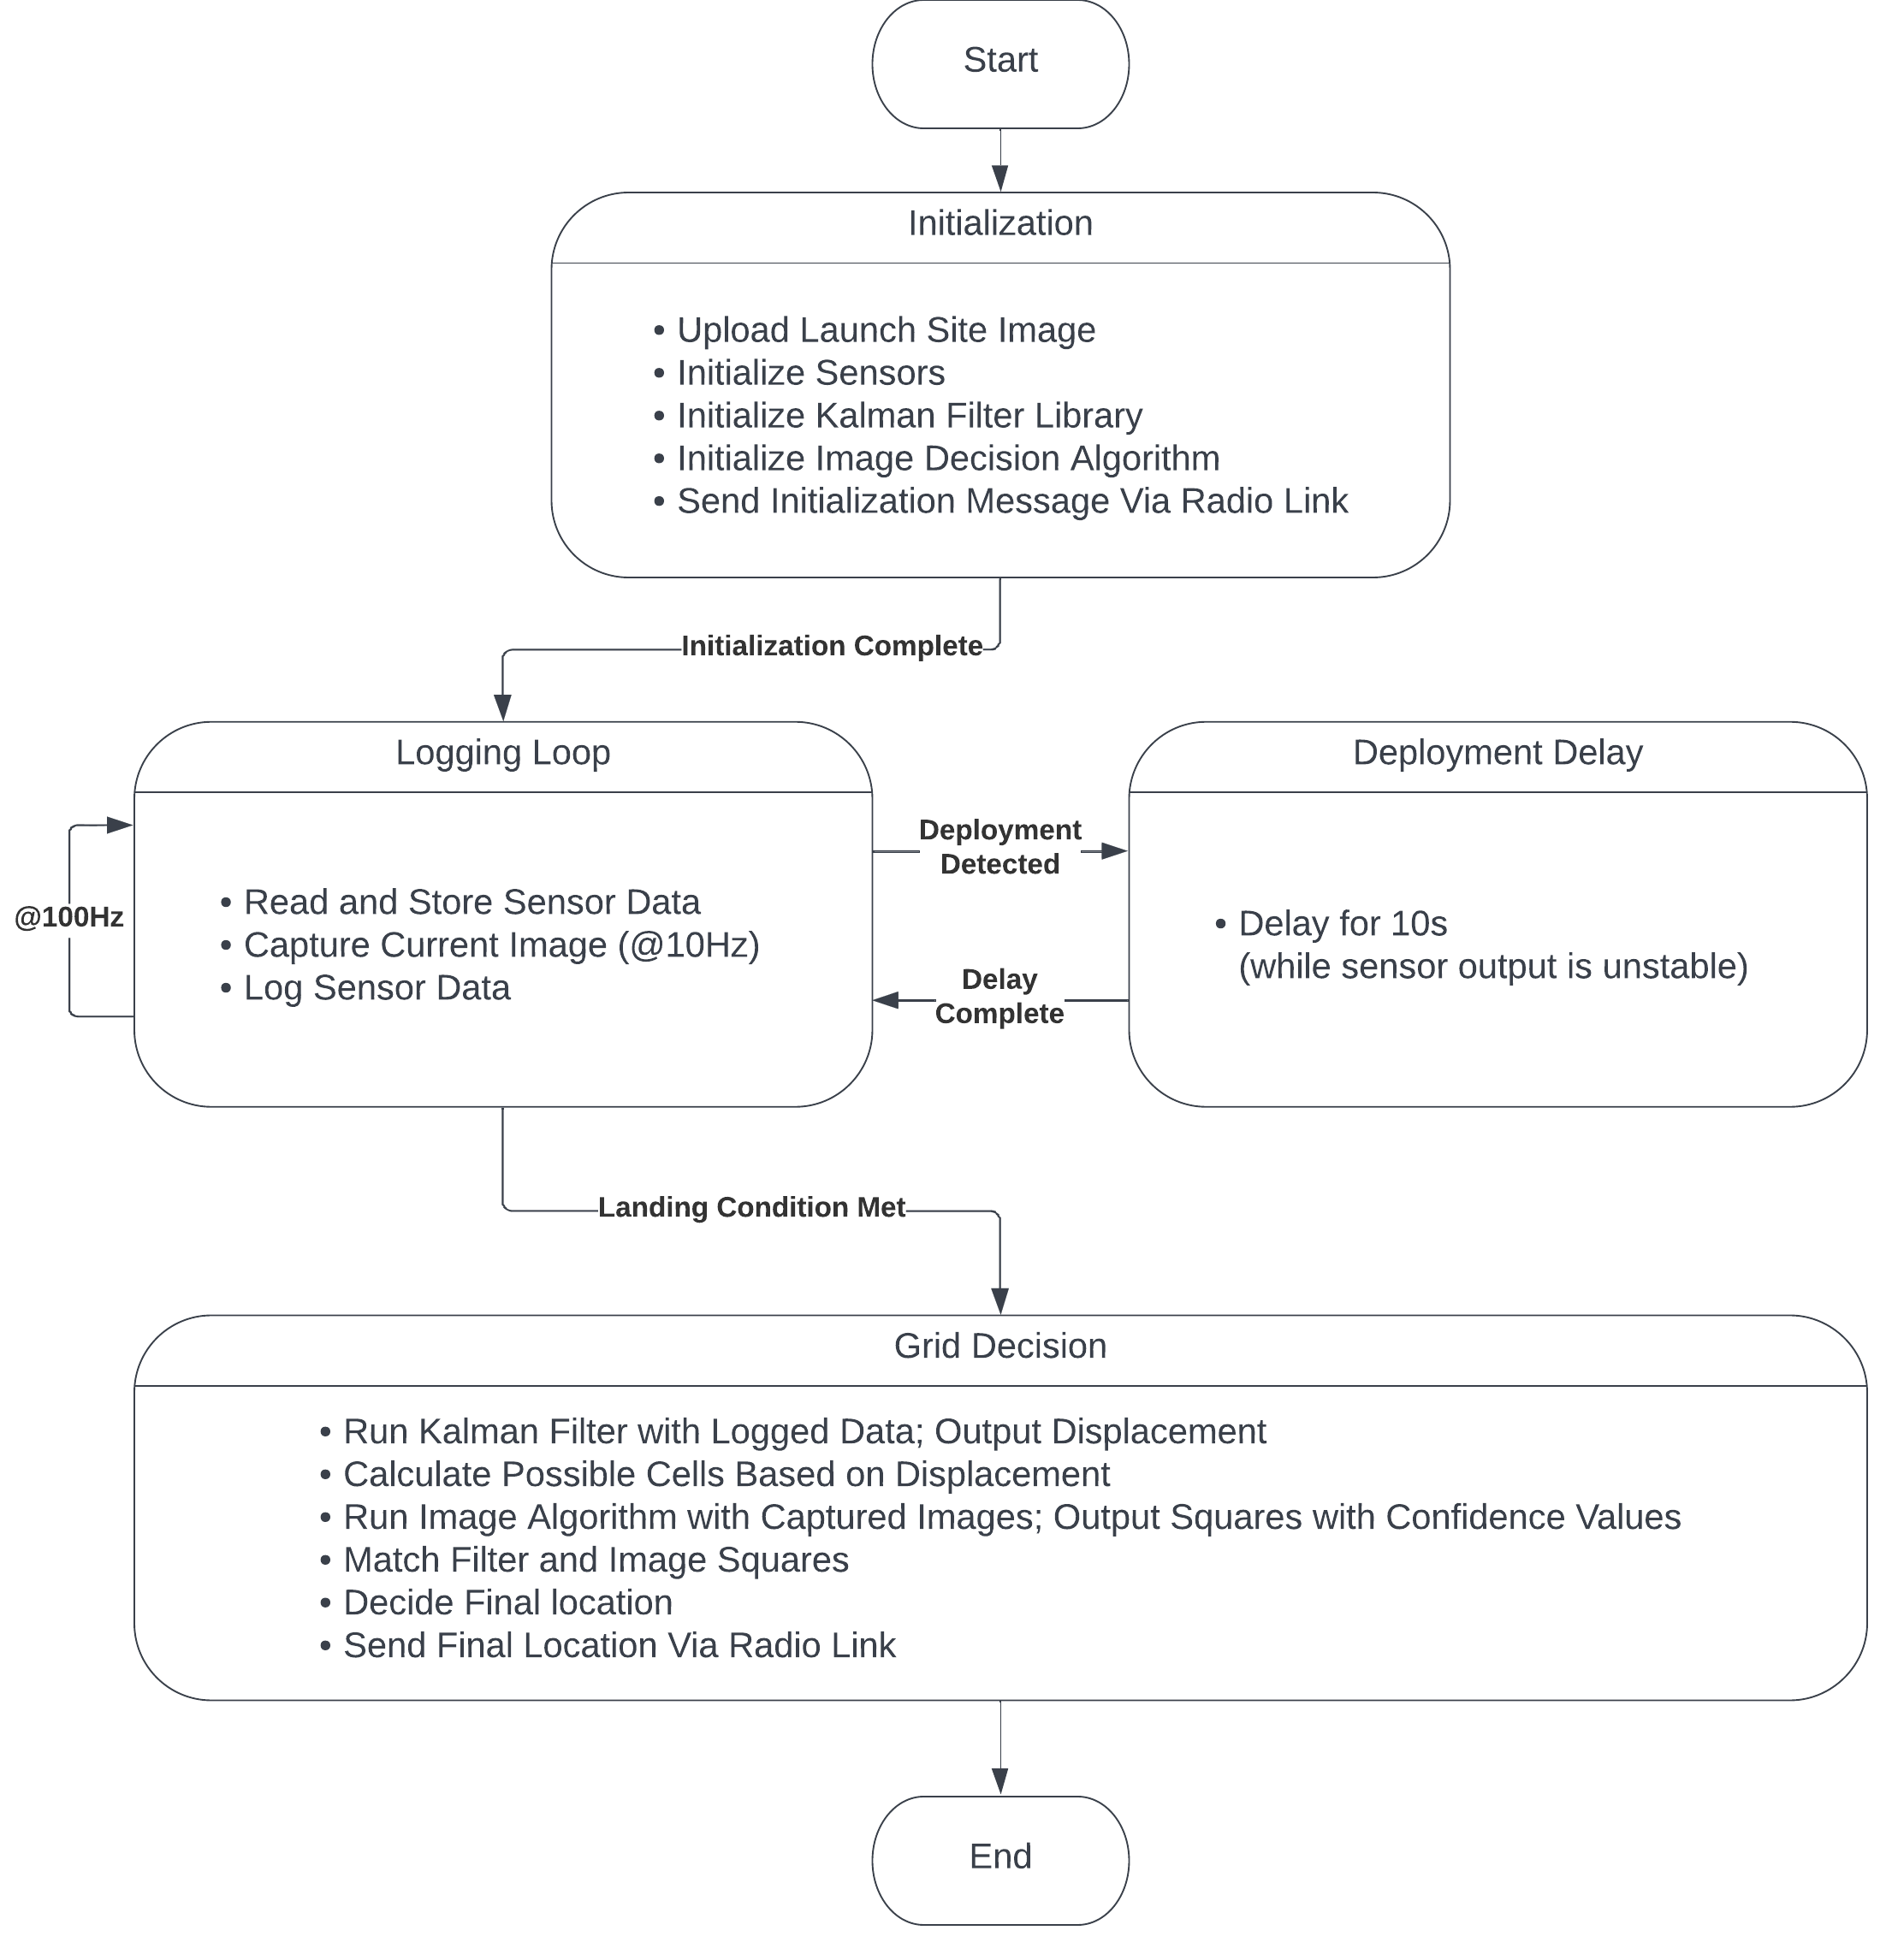 Start
Initialization
• Upload Launch Site Image
• Initialize Sensors
• Initialize Kalman Filter Library
• Initialize Image Decision Algorithm
• Send Initialization Message Via Radio Link
Initialization Complete
Logging Loop
@100Hz
• Read and Store Sensor Data
• Capture Current Image (@10Hz)
• Log Sensor Data
Deployment
Detected
Delay
Complete
Deployment Delay
• Delay for 10s
(while sensor output is unstable)
Landing Condition Met
Grid Decision
• Run Kalman Filter with Logged Data; Output Displacement
• Calculate Possible Cells Based on Displacement
• Run Image Algorithm with Captured Images; Output Squares with Confidence Values
• Match Filter and Image Squares
• Decide Final location
• Send Final Location Via Radio Link
End